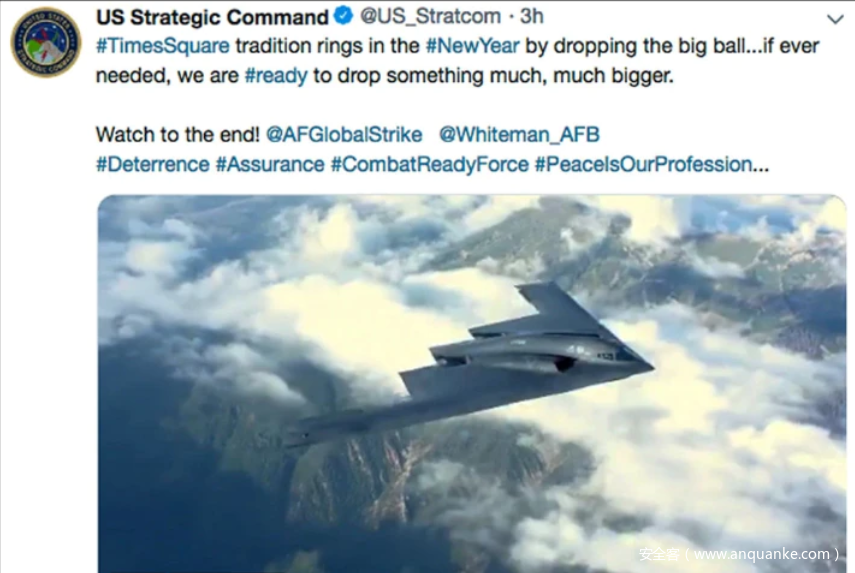 US Strategic Command @US_Stratcom · 3h
#TimesSquare tradition rings in the #NewYear by dropping the big ball...if ever
needed, we are #ready to drop something much, much bigger.
Watch to the end! @AFGlobalStrike @Whiteman_AFB
#Deterrence #Assurance #CombatReadyForce #PeaceIsOurProfession...
安全客（www.anquanke.com）